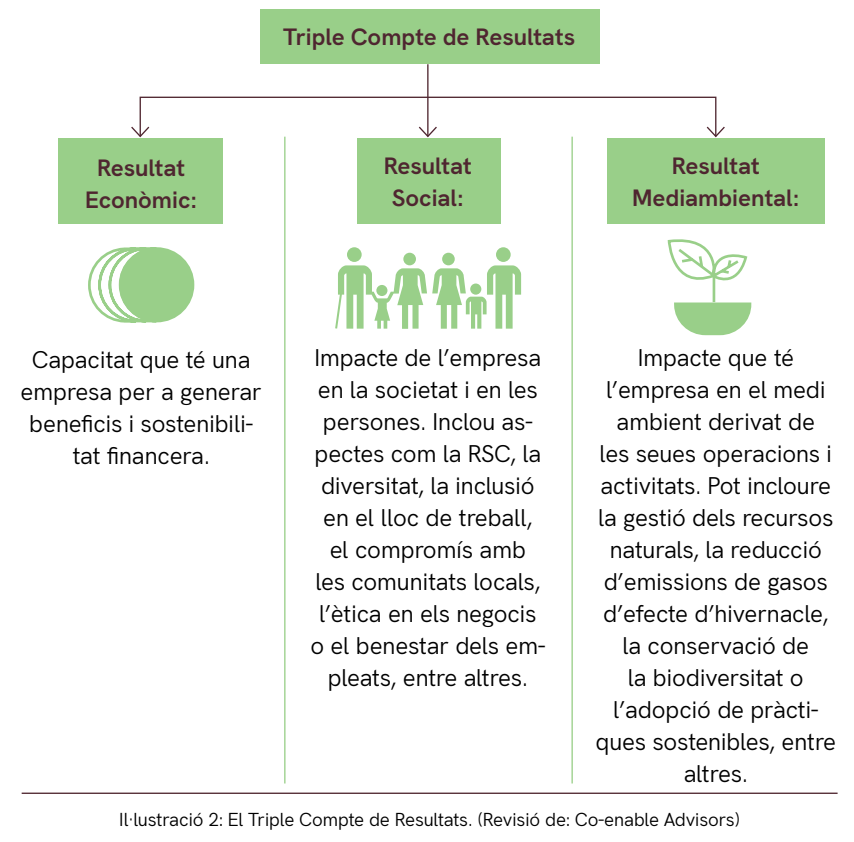 Triple Compte de Resultats
Resultat
Econòmic:
Capacitat que té una
empresa per a generar
beneficis i sostenibili-
tat financera.
Resultat
Social:
Impacte de l’empresa
en la societat i en les
persones. Inclou as-
pectes com la RSC, la
diversitat, la inclusió
en el lloc de treball,
el compromís amb
les comunitats locals,
l’ètica en els negocis
o el benestar dels em-
pleats, entre altres.
Resultat
Mediambiental:
Impacte que té
l’empresa en el medi
ambient derivat de
les seues operacions i
activitats. Pot incloure
la gestió dels recursos
naturals, la reducció
d’emissions de gasos
d’efecte d’hivernacle,
la conservació de
la biodiversitat o
l’adopció de pràcti-
ques sostenibles, entre
altres.
Il·lustració 2: El Triple Compte de Resultats. (Revisió de: Co-enable Advisors)